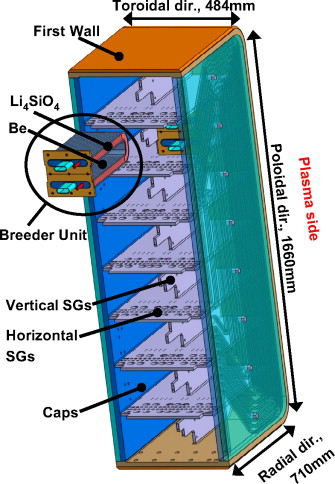 Toroidal dir., 484mm
First Wall
Li4SiO4
Be
Breeder Unit
Plasma side
Poloidal dir., 1660mm
Vertical SGs
Horizontal
SGs
Caps
Radial dir.,
710mm